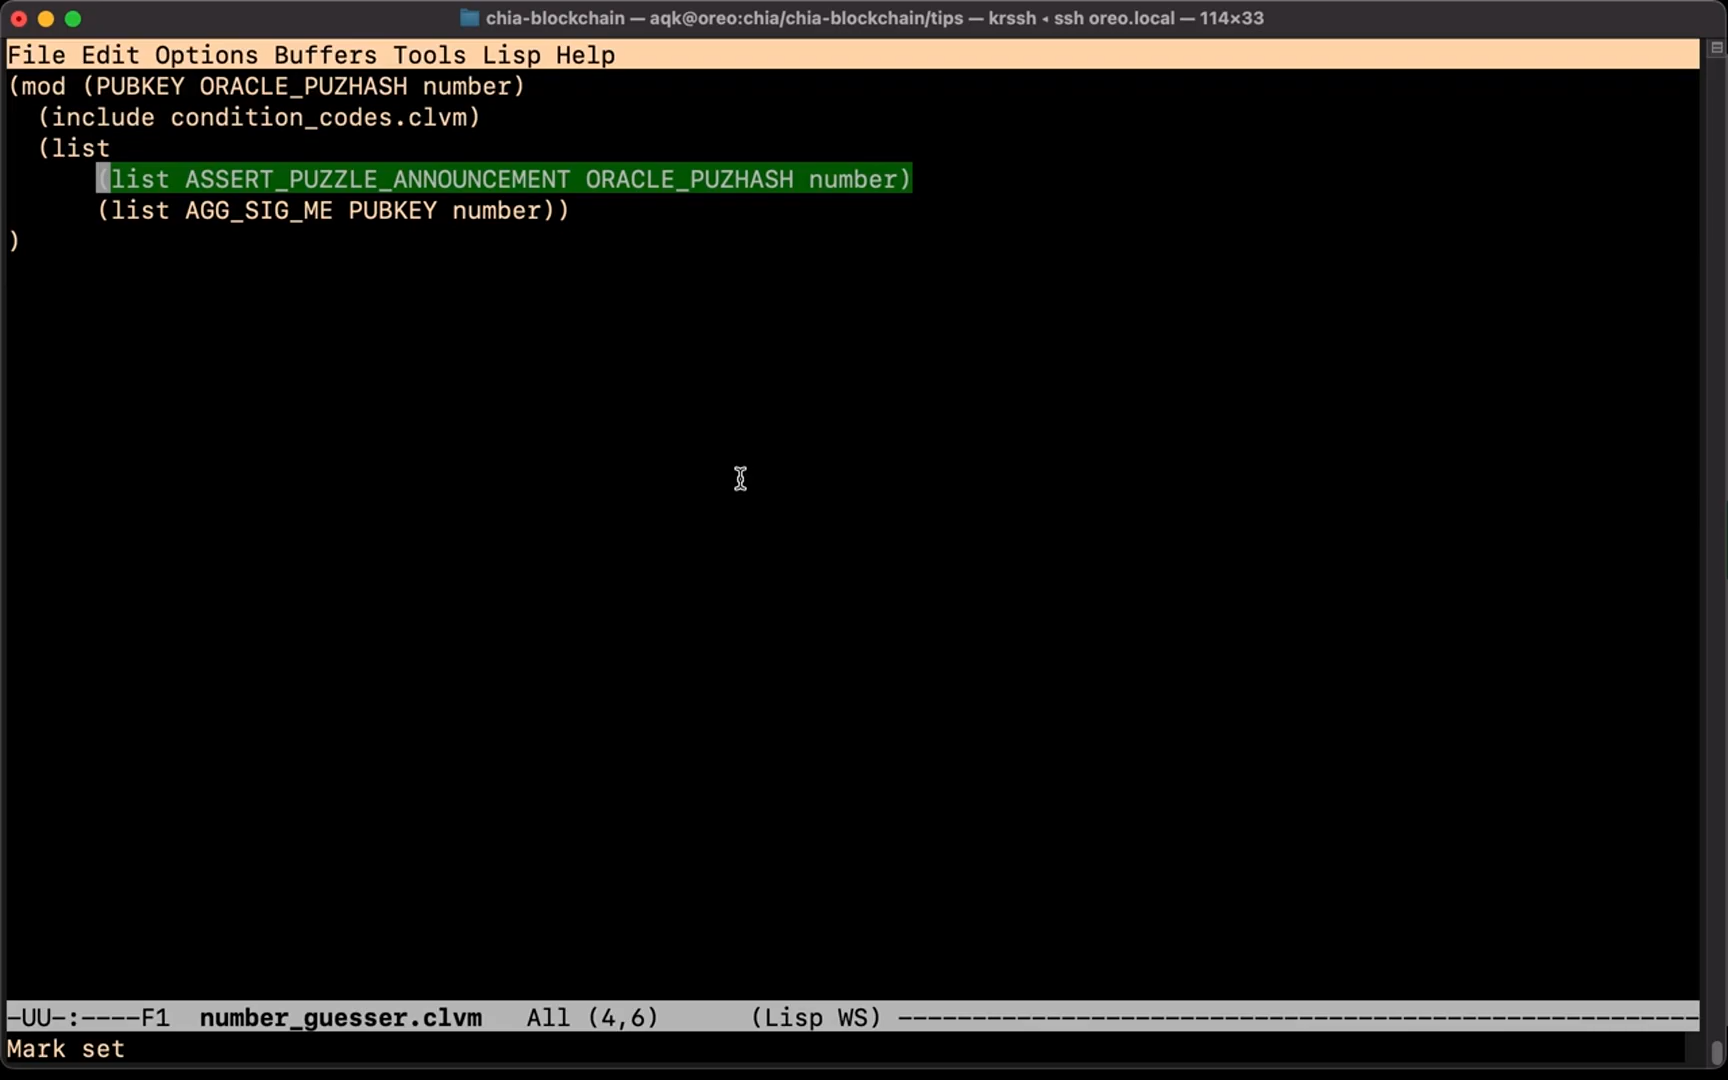 chia-blockchain — aqk@oreo:chia/chia-blockchain/tips — krssh ◂ ssh oreo.local — 114×33
File Edit Options Buffers Tools Lisp Help
(mod (PUBKEY ORACLE_PUZHASH number)
  (include condition_codes.clvm)
  (list
      (list ASSERT_PUZZLE_ANNOUNCEMENT ORACLE_PUZHASH number)
      (list AGG_SIG_ME PUBKEY number))
)
-UU-:----F1  number_guesser.clvm   All (4,6)      (Lisp WS) ------------------------------------------------------
Mark set